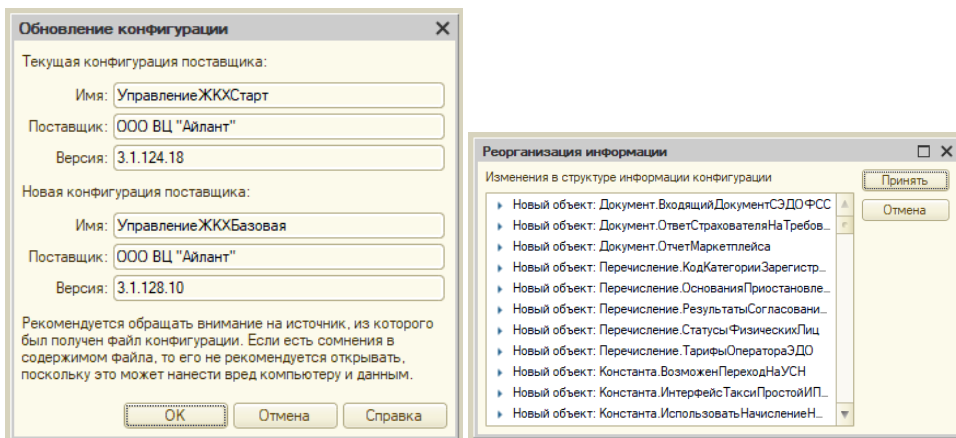 Обновление конфигурации
Текущая конфигурация поставщика:
Имя: УправлениеЖКХСтарт
Поставщик: ООО ВЦ "Айлант"
Версия: 3.1.124.18
Новая конфигурация поставщика:
Имя: УправлениеЖКХБазовая
Поставщик: ООО ВЦ "Айлант"
Версия: 3.1.128.10
Рекомендуется обращать внимание на источник, из которого
был получен файл конфигурации. Если есть сомнения в
содержимом файла, то его не рекомендуется открывать,
поскольку это может нанести вред компьютеру и данным.
OK Отмена Справка
Реорганизация информации
Изменения в структуре информации конфигурации
Принять
Отмена
Новый объект: Документ.ВходящийДокументСЭДОФСС
Новый объект: Документ.ОтветСтрахователяНаТребов...
Новый объект: Документ.ОтчетМаркетплейса
Новый объект: Перечисление.КодКатегорииЗарегистр...
Новый объект: Перечисление.ОснованияПриостановле...
Новый объект: Перечисление.РезультатыСогласовани...
Новый объект: Перечисление.СтатусыФизическихЛиц
Новый объект: Перечисление.ТарифыОператораЭДО
Новый объект: Константа.ВозможенПереходНаУСН
Новый объект: Константа.ИнтерфейсТаксиПростойИП...
Новый объект: Константа.ИспользоватьНачислениеН...